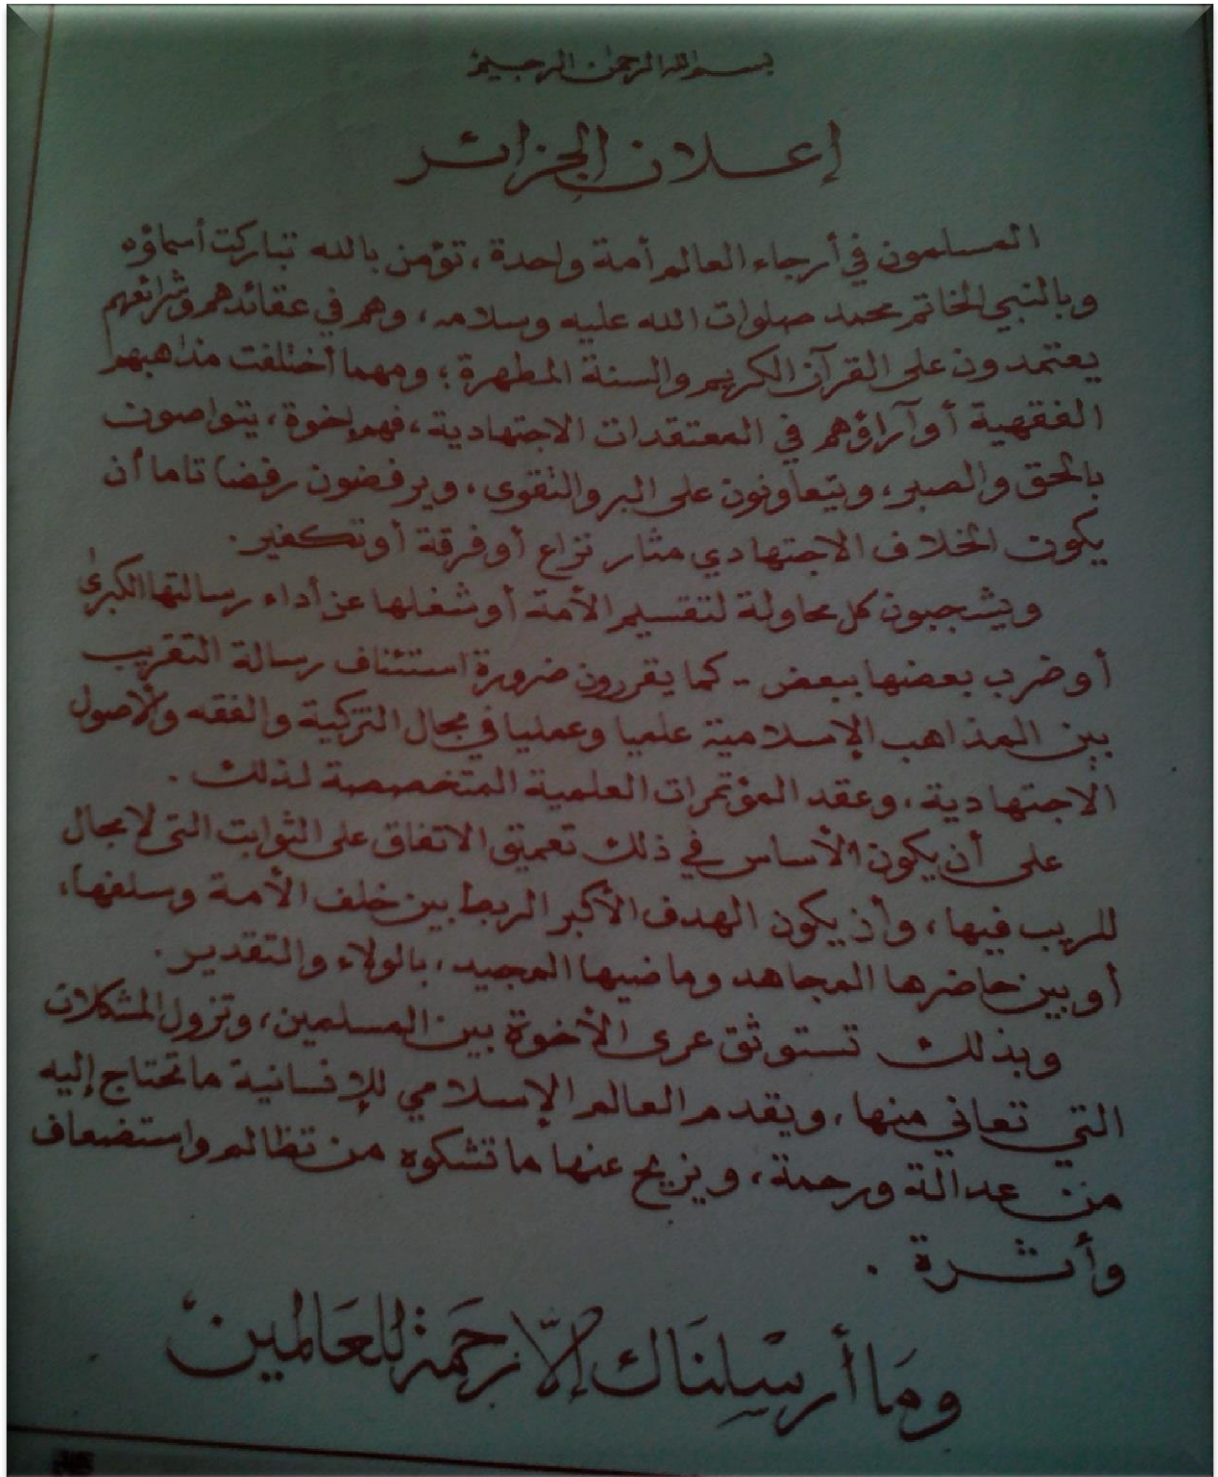 بسم الله الرحمن الرحيم
إعلان الجزائر
المسلمون في أرجاء العالم أمة واحدة، تؤمن بالله تباركت أسماؤه
وبالنبي الخاتم محمد صلوات الله عليه وسلامه، وهم في عقائدهم وشرائعهم
يعتمدون على القرآن الكريم والسنة المطهرة؛ ومهما اختلفت مذاهبهم
الفقهية أو آراؤهم في المعتقدات الاجتهادية، فهم إخوة، يتواصون
بالحق والصبر، ويتعاونون على البر والتقوى، ويرفضون رفضا تاما أن
يكون الخلاف الاجتهادي مثار نزاع أو فرقة أو تكفير.
ويشجبون كل محاولة لتقسيم الأمة أو شغلها عن أداء رسالتها الكبرى
أو ضرب بعضها ببعض - كما يقررون ضرورة استئناف رسالة التقريب
بين المذاهب الإسلامية علميا وعمليا في مجال التزكية والفقه والأصول
الاجتهادية، وعقد المؤتمرات العلمية المتخصصة لذلك.
على أن يكون الأساس في ذلك تعميق الاتفاق على الثوابت التى لا مجال
للريب فيها، وأن يكون الهدف الأكبر الربط بين خلف الأمة وسلفها،
أو بين حاضرها المجاهد وماضيها المجيد، بالولاء والتقدير.
وبذلك تستوثق عرى الأخوة بين المسلمين، وتزول المشكلات
التي تعاني منها، ويقدم العالم الإسلامي للإنسانية ما تحتاج إليه
من عدالة ورحمة، ويزيح عنها ما تشكوه من تظالم واستضعاف
وأثرة.
وَمَا أَرْسلنَاكَ إلاّ رَحمَة للعَالمين